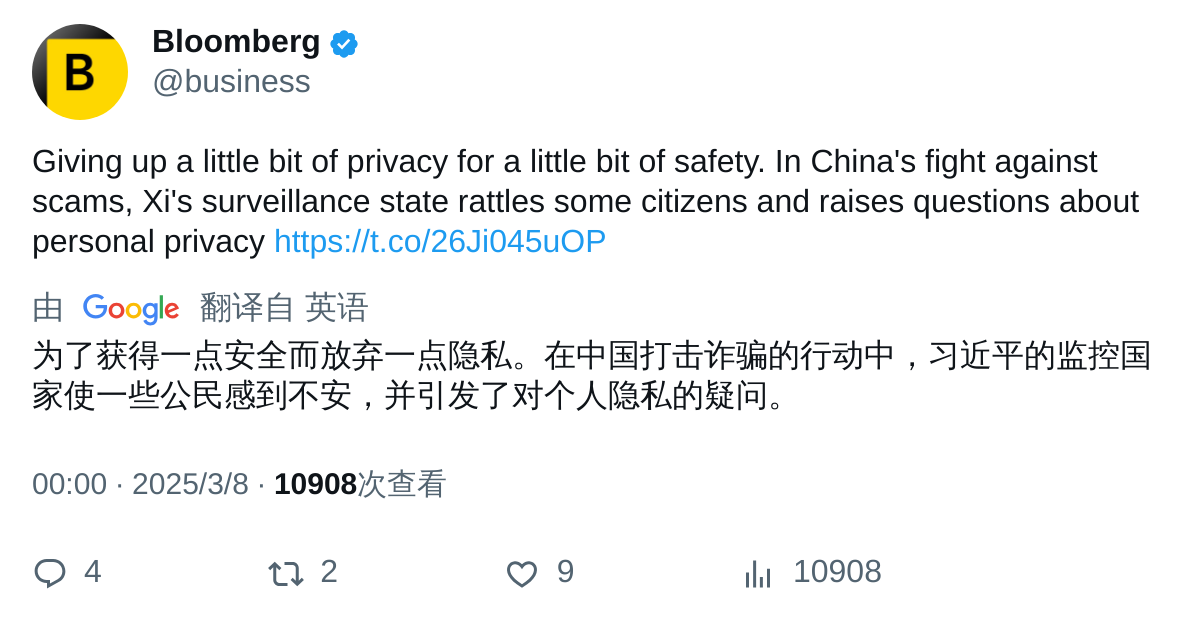 B
Bloomberg
@business
Giving up a little bit of privacy for a little bit of safety. In China's fight against
scams, Xi's surveillance state rattles some citizens and raises questions about
personal privacy https://t.co/26Ji045uOP
由 Google 翻译自 英语
为了获得一点安全而放弃一点隐私。在中国打击诈骗的行动中，习近平的监控国
家使一些公民感到不安，并引发了对个人隐私的疑问。
00:00 · 2025/3/8 · 10908次查看
4 2 9 10908